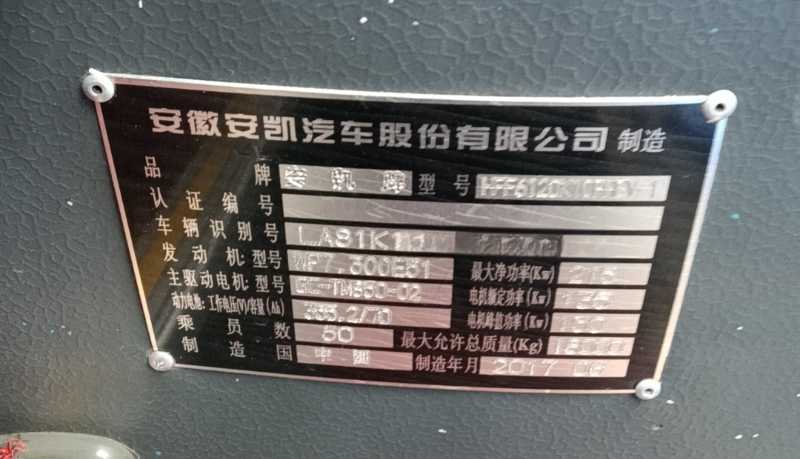 安徽安凯汽车股份有限公司 制造
品 牌 安 凯 牌 型 号
认 证 编 号
车 辆 识 别 号
发 动 机:型号 WP7.300E51 最大净功率(Kw)
主驱动电机:型号 电机额定功率(Kw)
动力电池:工作电压(V)/容量(Ah) 355.2/70 电机峰值功率(Kw)
乘 员 数 50 最大允许总质量(Kg)
制 造 国 中 国 制造年月 2017 06